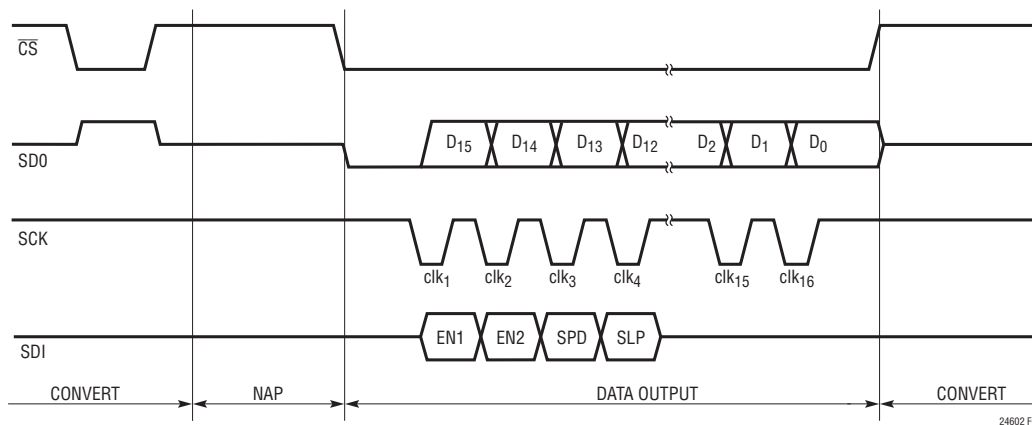 CS
SD0
D15 D14 D13 D12 D2 D1 D0
SCK
clk1 clk2 clk3 clk4 clk15 clk16
SDI
EN1 EN2 SPD SLP
CONVERT NAP DATA OUTPUT CONVERT
24602 F